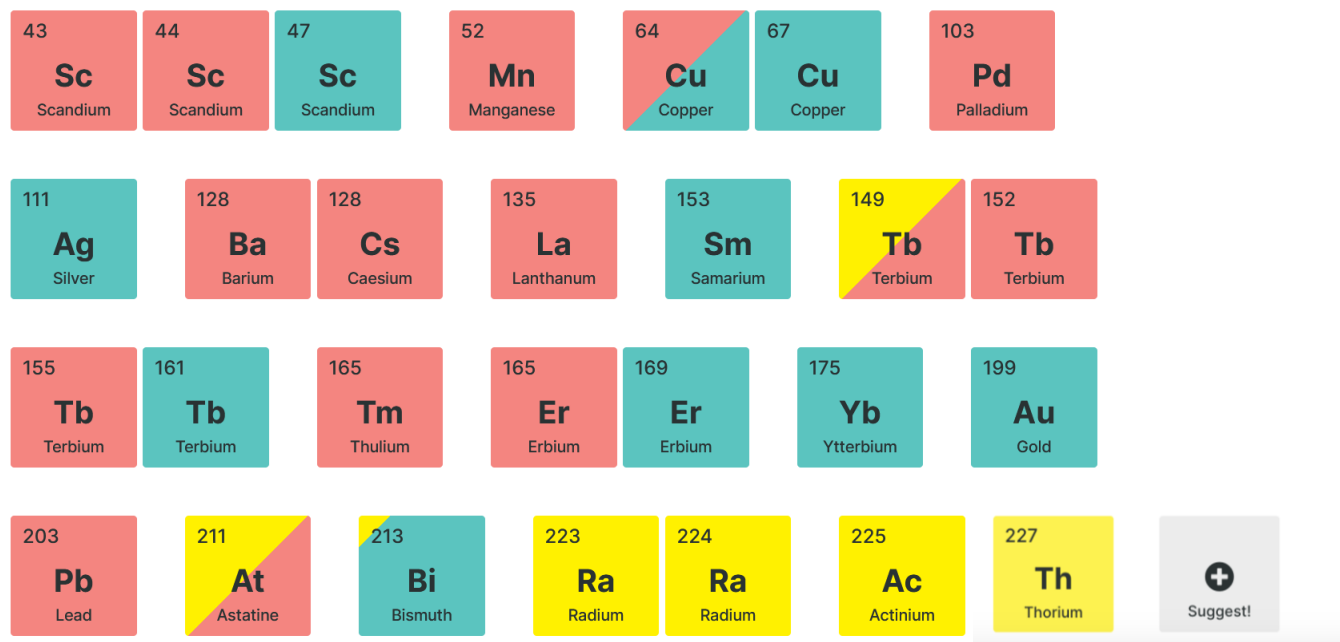 43 44 47 52 64 67 103
Sc Sc Sc Mn Cu Cu Pd
Scandium Scandium Scandium Manganese Copper Copper Palladium
111 128 128 135 153 149 152
Ag Ba Cs La Sm Tb Tb
Silver Barium Caesium Lanthanum Samarium Terbium Terbium
155 161 165 165 169 175 199
Tb Tb Tm Er Er Yb Au
Terbium Terbium Thulium Erbium Erbium Ytterbium Gold
203 211 213 223 224 225 227
Pb At Bi Ra Ra Ac Th
Lead Astatine Bismuth Radium Radium Actinium Thorium Suggest!